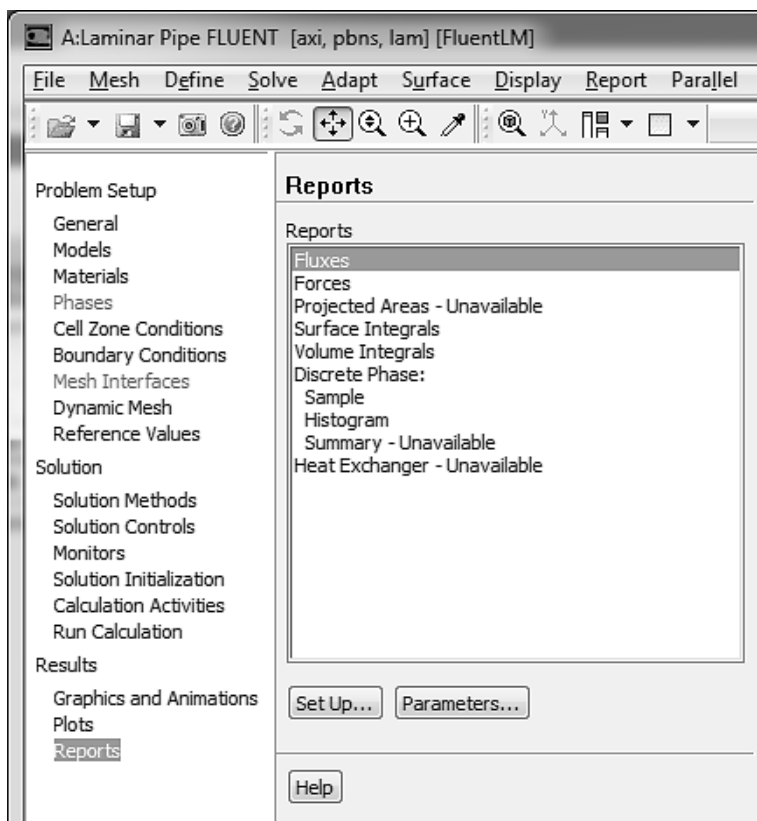 A:Laminar Pipe FLUENT [axi, pbns, lam] [FluentLM]
File Mesh Define Solve Adapt Surface Display Report Parallel
Problem Setup
General
Models
Materials
Phases
Cell Zone Conditions
Boundary Conditions
Mesh Interfaces
Dynamic Mesh
Reference Values
Solution
Solution Methods
Solution Controls
Monitors
Solution Initialization
Calculation Activities
Run Calculation
Results
Graphics and Animations
Plots
Reports
Reports
Reports
Fluxes
Forces
Projected Areas - Unavailable
Surface Integrals
Volume Integrals
Discrete Phase:
Sample
Histogram
Summary - Unavailable
Heat Exchanger - Unavailable
Set Up... Parameters...
Help